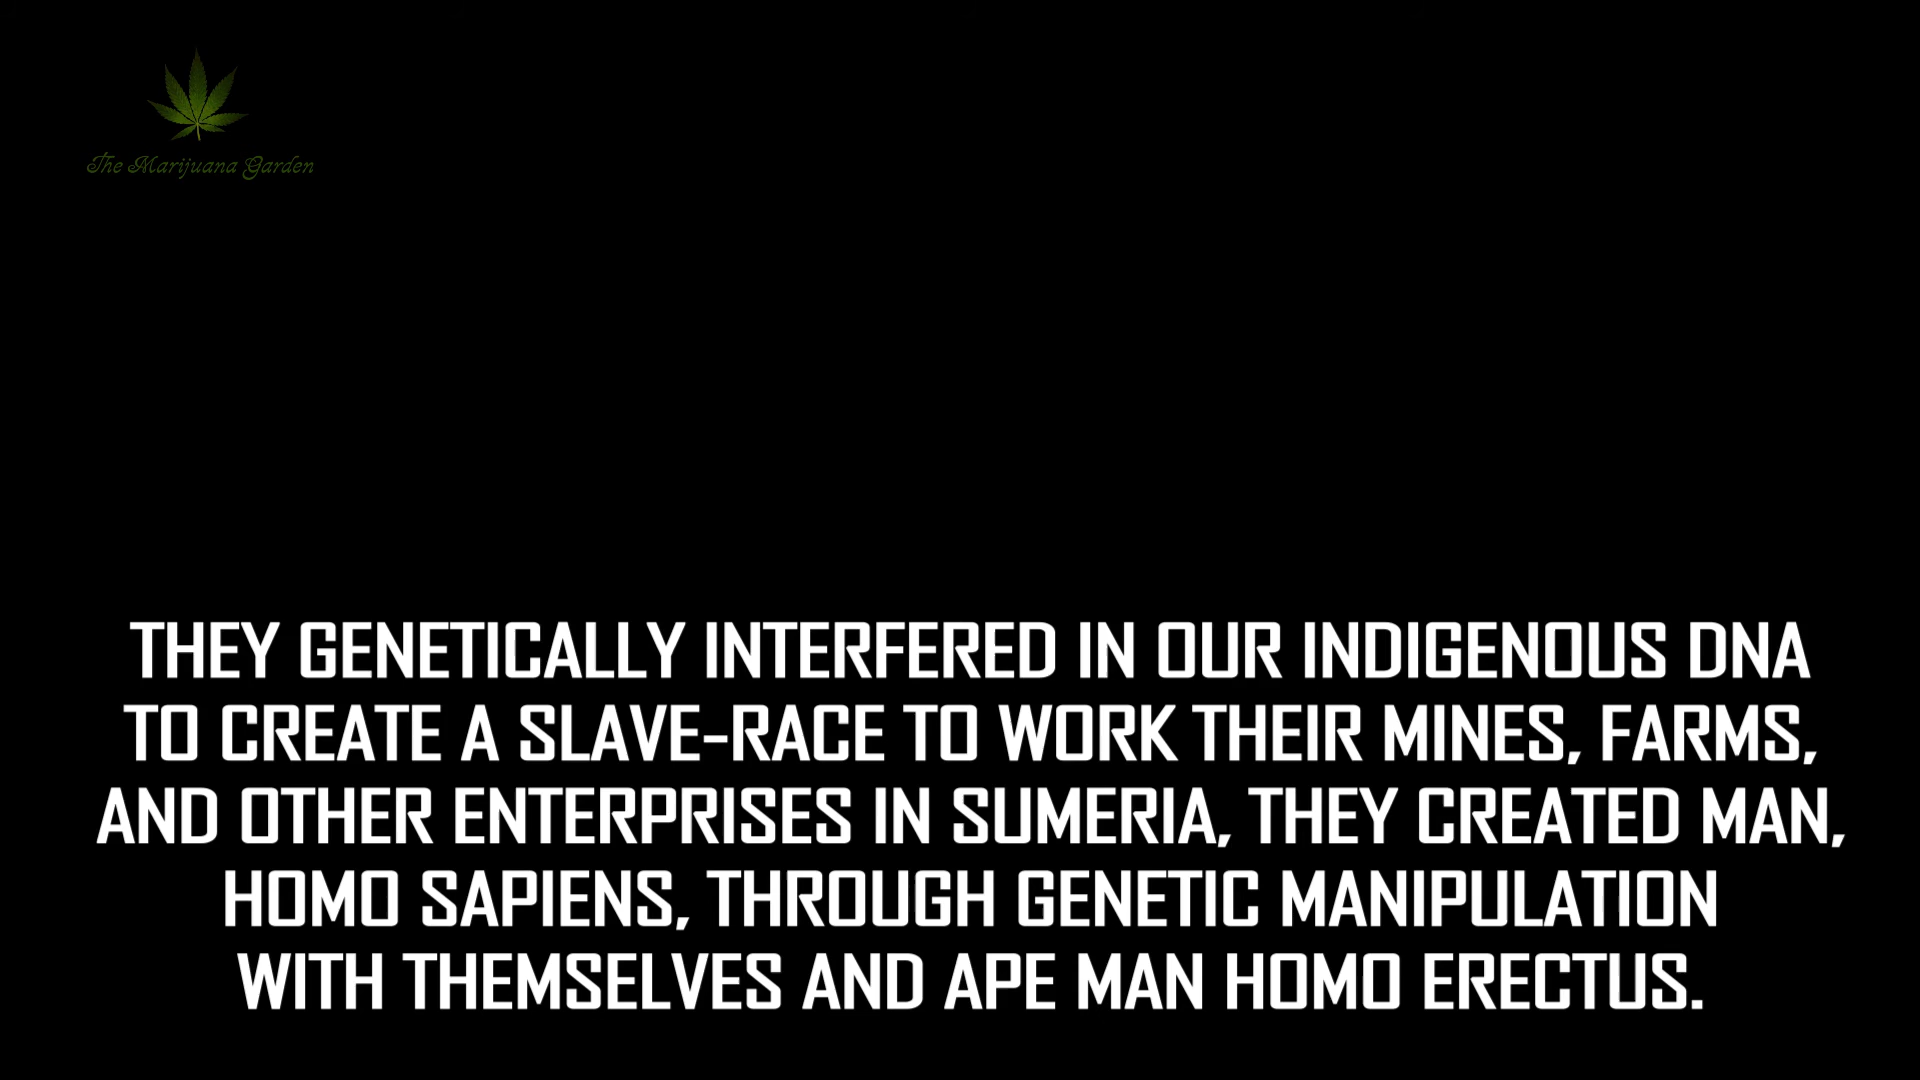 The Marijuana Garden
THEY GENETICALLY INTERFERED IN OUR INDIGENOUS DNA
TO CREATE A SLAVE-RACE TO WORK THEIR MINES, FARMS,
AND OTHER ENTERPRISES IN SUMERIA, THEY CREATED MAN,
HOMO SAPIENS, THROUGH GENETIC MANIPULATION
WITH THEMSELVES AND APE MAN HOMO ERECTUS.